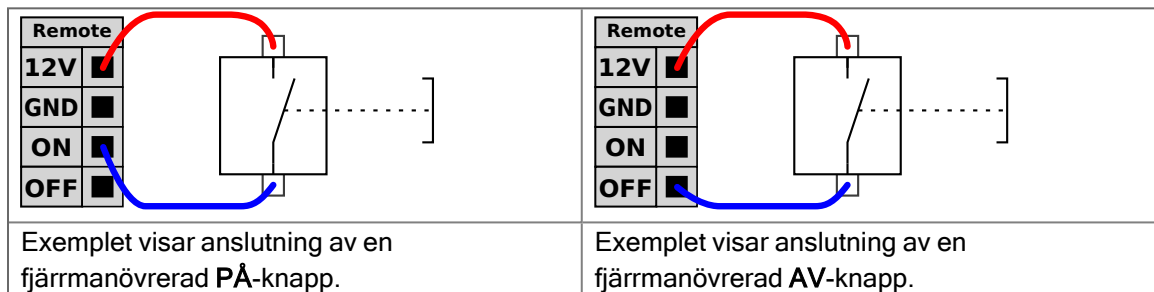 Remote
12V
GND
ON
OFF
Exemplet visar anslutning av en
fjärrmanövrerad PÅ-knapp.
Remote
12V
GND
ON
OFF
Exemplet visar anslutning av en
fjärrmanövrerad AV-knapp.